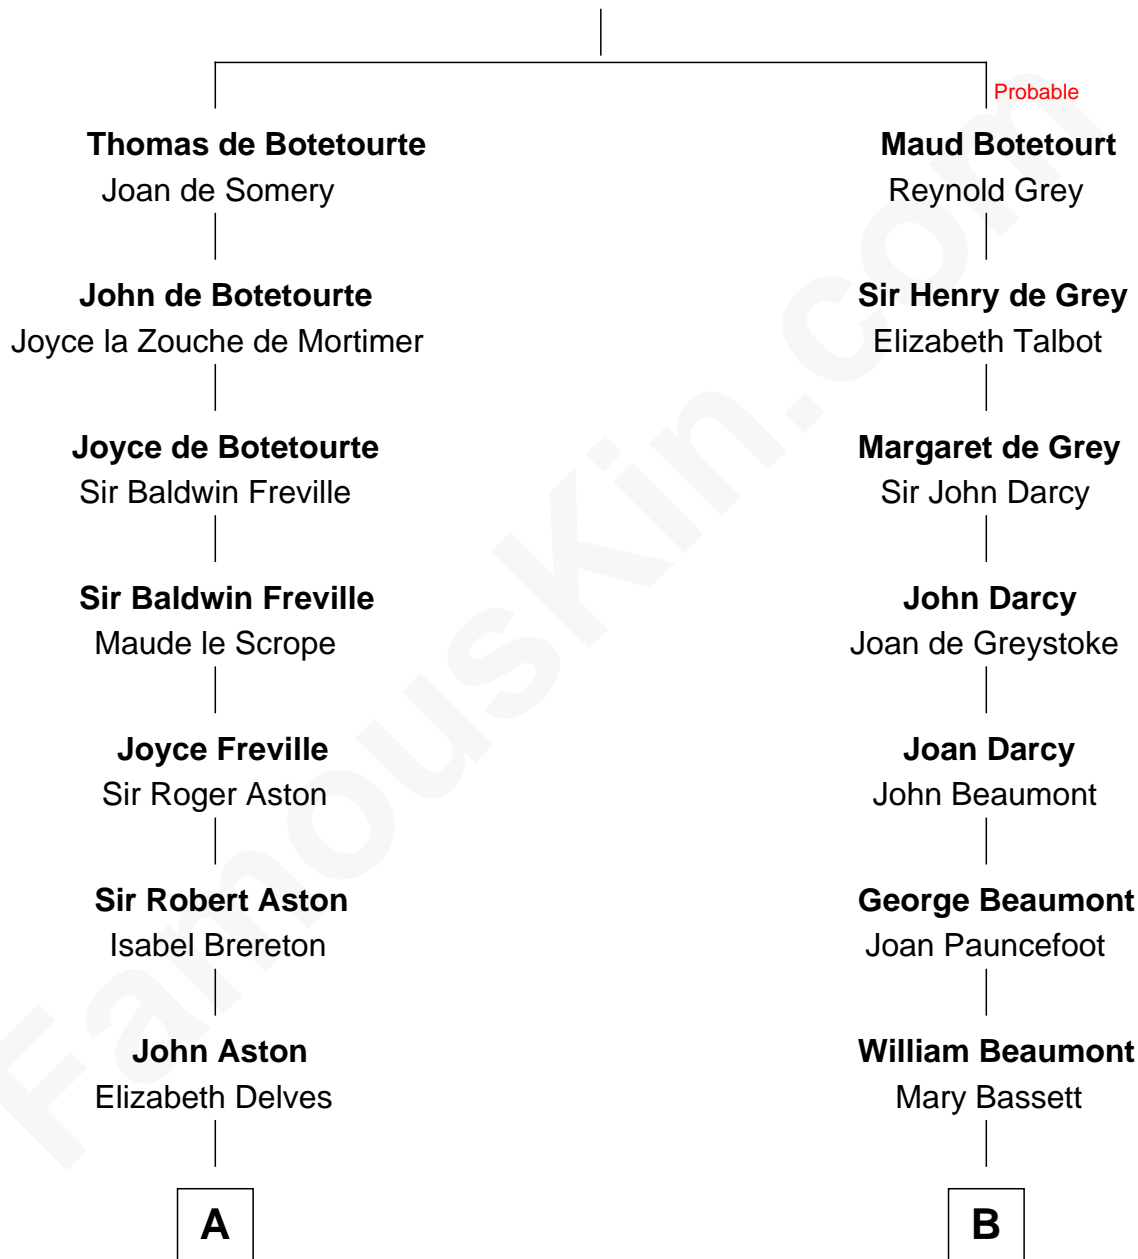 Probable
Thomas de Botetourte
Joan de Somery
Maud Botetourt
Reynold Grey
John de Botetourte
Joyce la Zouche de Mortimer
Sir Henry de Grey
Elizabeth Talbot
Joyce de Botetourte
Sir Baldwin Freville
Margaret de Grey
Sir John Darcy
Sir Baldwin Freville
Maude le Scrope
John Darcy
Joan de Greystoke
Joyce Freville
Sir Roger Aston
Joan Darcy
John Beaumont
Sir Robert Aston
Isabel Brereton
George Beaumont
Joan Pauncefoot
John Aston
Elizabeth Delves
William Beaumont
Mary Bassett
A
B
FamousKin.com